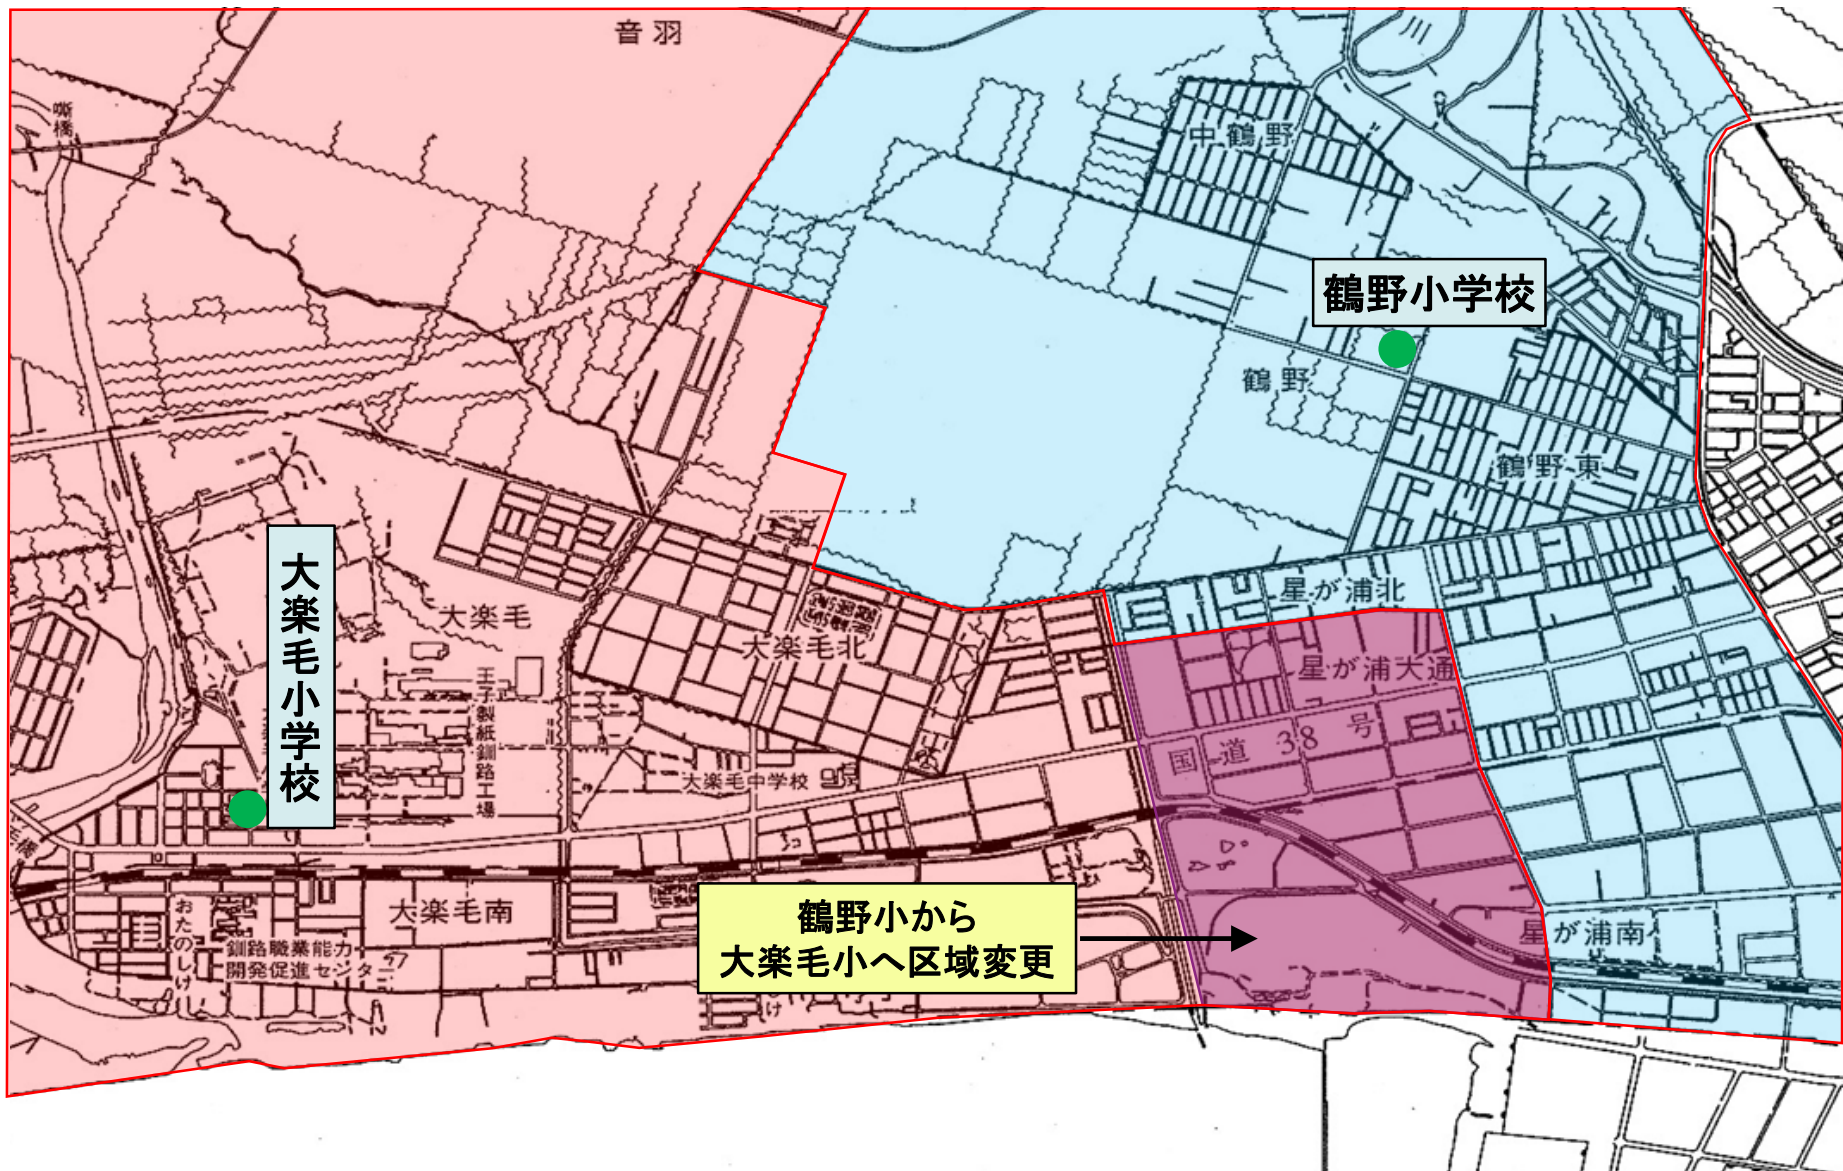 音羽
中鶴野
鶴野小学校
鶴野
鶴野東
大楽毛小学校
大楽毛
大楽毛北
星が浦北
星が浦大通
国道38号
王子製紙釧路工場
大楽毛中学校
大楽毛南
おたのしけ
釧路職業能力
開発促進センター
鶴野小から
大楽毛小へ区域変更
星が浦南